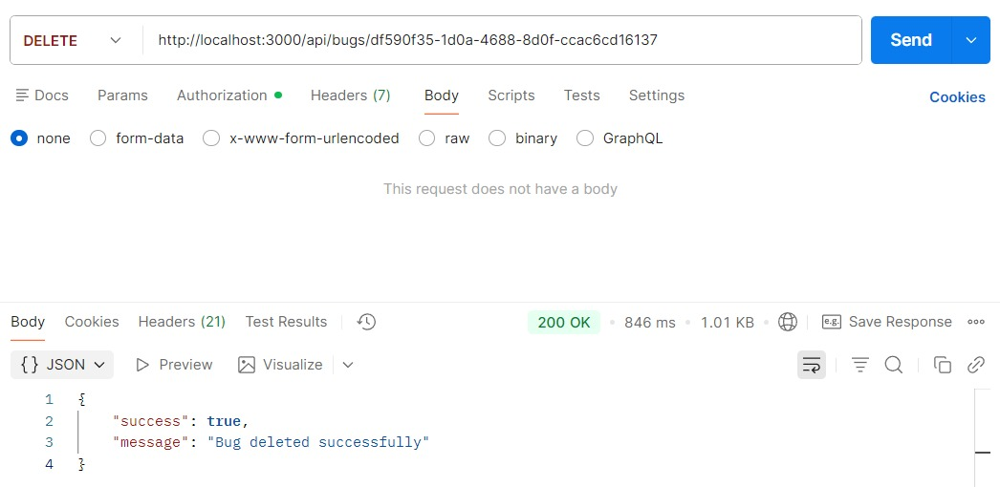 DELETE http://localhost:3000/api/bugs/df590f35-1d0a-4688-8d0f-ccac6cd16137 Send
Docs Params Authorization Headers (7) Body Scripts Tests Settings Cookies
none form-data x-www-form-urlencoded raw binary GraphQL
This request does not have a body
Body Cookies Headers (21) Test Results 200 OK 846 ms 1.01 KB e.g. Save Response
{} JSON Preview Visualize
1 {
2 "success": true,
3 "message": "Bug deleted successfully"
4 }